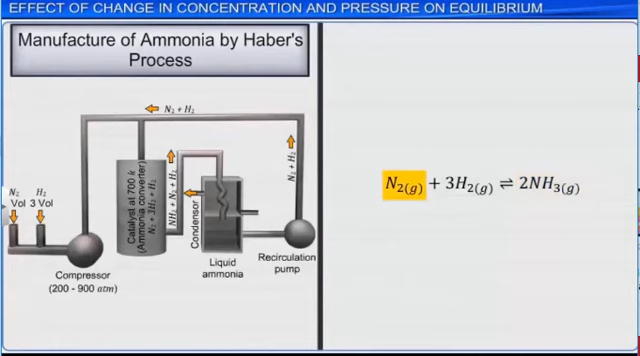 EFFECT OF CHANGE IN CONCENTRATION AND PRESSURE ON EQUILIBRIUM
Manufacture of Ammonia by Haber's
Process
N₂ + H₂
N₂ H₂
Vol 3 Vol
Catalyst at 700 k
(Ammonia converter)
N₂ + 3H₂ + H₂
NH₃ + N₂ + H₂
Condensor
N₂ + H₂
Liquid
ammonia
Recirculation
pump
Compressor
(200 - 900 atm)
N₂(g) + 3H₂(g) ⇌ 2NH₃(g)